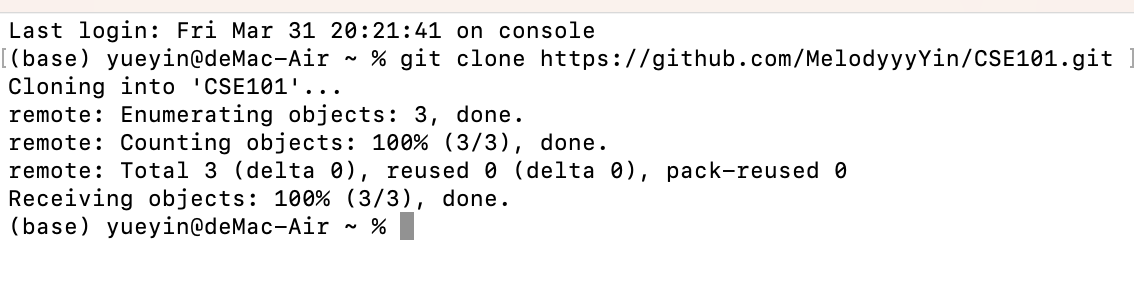 Last login: Fri Mar 31 20:21:41 on console
[(base) yueyin@deMac-Air ~ % git clone https://github.com/MelodyyyYin/CSE101.git ]
Cloning into 'CSE101'...
remote: Enumerating objects: 3, done.
remote: Counting objects: 100% (3/3), done.
remote: Total 3 (delta 0), reused 0 (delta 0), pack-reused 0
Receiving objects: 100% (3/3), done.
(base) yueyin@deMac-Air ~ %